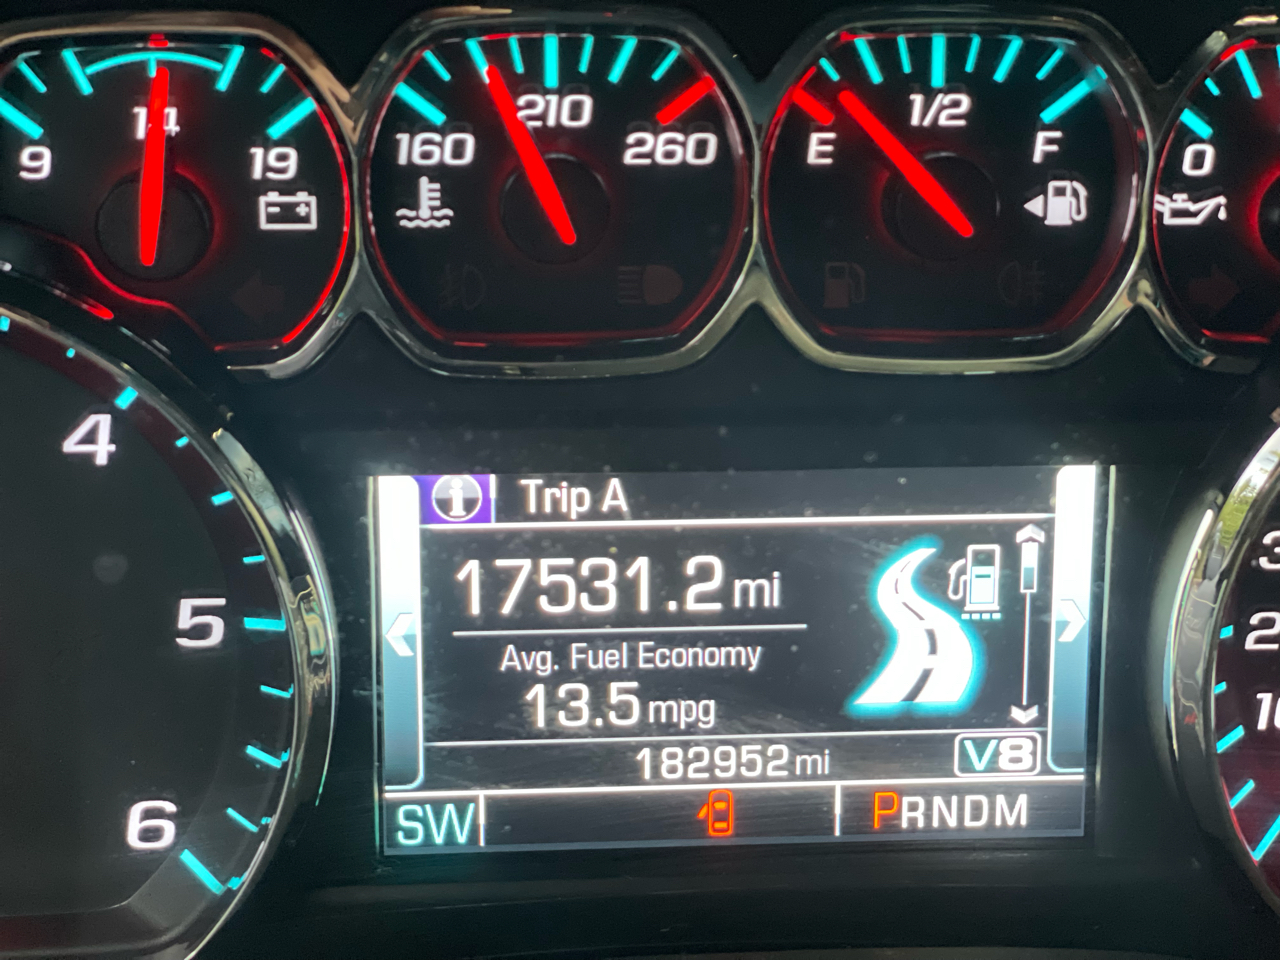 9
14
19
160
210
260
E
1/2
F
0
4
5
6
Trip A
17531.2 mi
Avg. Fuel Economy
13.5 mpg
182952 mi
V8
SW
PRNDM